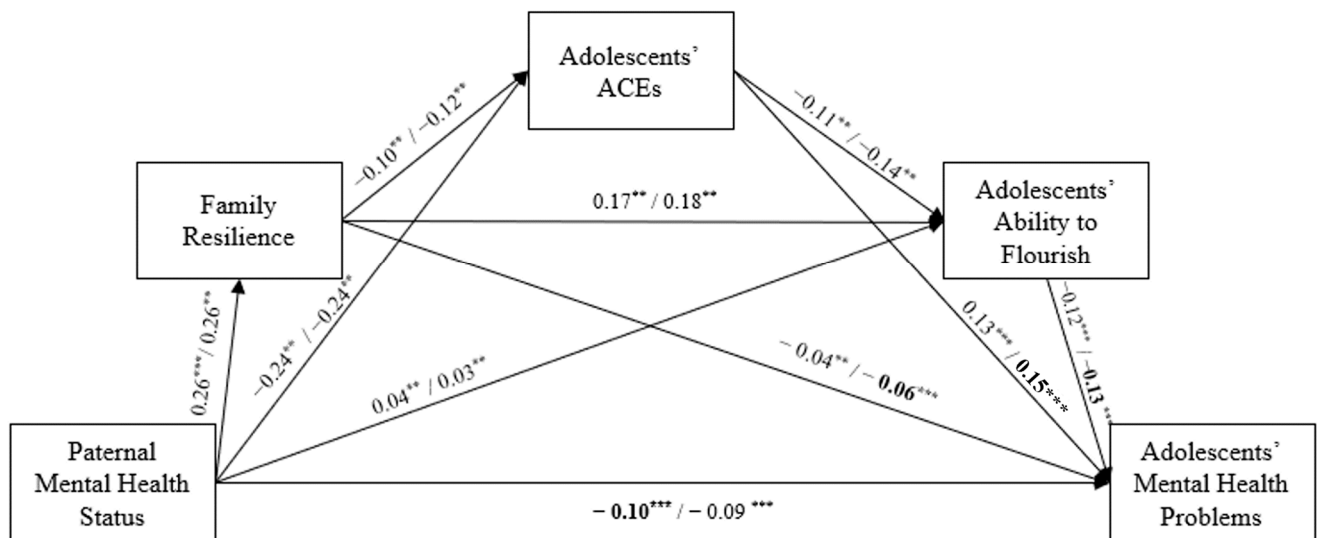 Adolescents’
ACEs
−0.10** / −0.12**
−0.11** / −0.14**
Family
Resilience
0.17** / 0.18**
Adolescents’
Ability to
Flourish
0.26*** / 0.26**
−0.24** / −0.24**
0.04** / 0.03**
− 0.04** / − 0.06***
0.13*** / 0.15***
−0.12*** / −0.13 ***
Paternal
Mental Health
Status
− 0.10*** / − 0.09 ***
Adolescents’
Mental Health
Problems